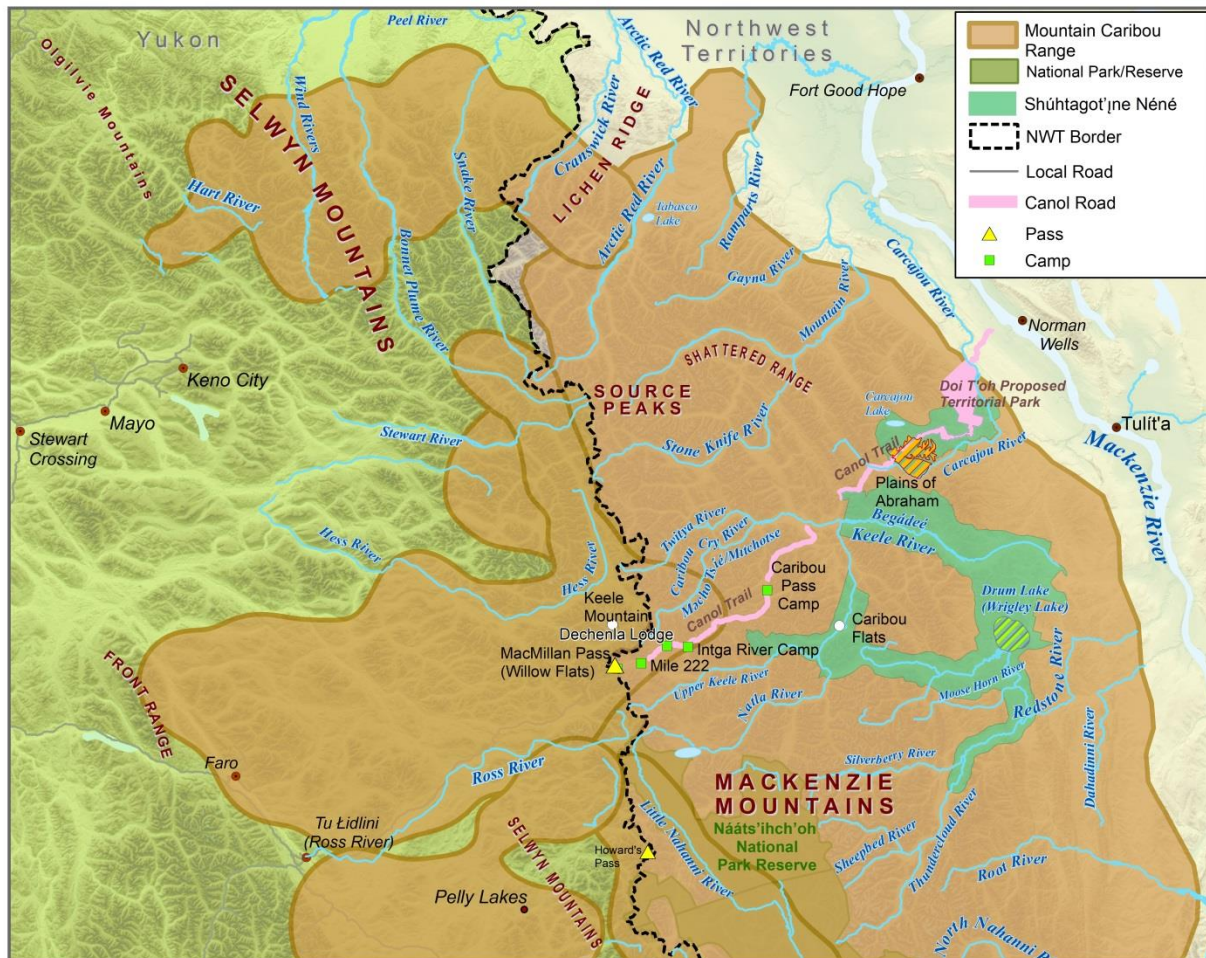 Peel River
Yukon
Northwest
Territories
Arctic Red River
Ogilvie Mountains
Wind Rivers
SELWYN MOUNTAINS
Snake River
Cranswick River
LICHEN RIDGE
Arctic Red River
Fort Good Hope
Ramparts River
Tabasco
Lake
Hart River
Bonnet Plume River
Gayna River
Mountain River
Carcajou River
Norman
Wells
Keno City
Mayo
Stewart
Crossing
Stewart River
SOURCE
PEAKS
SHATTERED RANGE
Stone Knife River
Doi T'oh Proposed
Territorial Park
Carcajou
Lake
Tulít'a
Canol Trail
Carcajou River
Plains of
Abraham
Mackenzie River
Hess River
Hess River
Twitya River
Caribou Cry River
Macho Tsié/Mitchotse
Begádeé
Keele River
Caribou
Pass
Camp
Canol Trail
Drum Lake
(Wrigley Lake)
Keele
Mountain
Dechenla Lodge
Caribou
Flats
MacMillan Pass
(Willow Flats)
Intga River Camp
Mile 222
Upper Keele River
Natla River
Moose Horn River
Redstone River
FRONT RANGE
Faro
Ross River
Silverberry River
Dahadinni River
MACKENZIE
MOUNTAINS
Nááts'ihch'oh
National
Park Reserve
Little Nahanni River
Tu Łidlini
(Ross River)
SELWYN MOUNTAINS
Howard's
Pass
Sheephed River
Thundercloud River
Root River
Pelly Lakes
North Nahanni
Mountain Caribou
Range
National Park/Reserve
Shúhtagot'ı̨ne Néné
NWT Border
Local Road
Canol Road
Pass
Camp